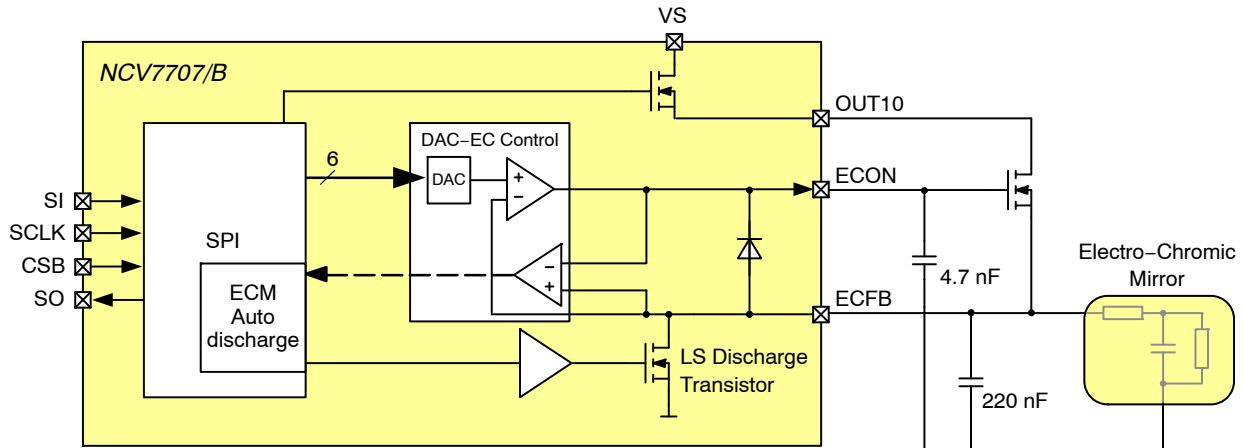 VS
NCV7707/B
OUT10
DAC−EC Control
6
DAC
+
−
ECON
SI
SCLK
SPI
CSB
SO
−
+
Electro−Chromic
Mirror
4.7 nF
ECM
Auto
discharge
ECFB
LS Discharge
Transistor
220 nF